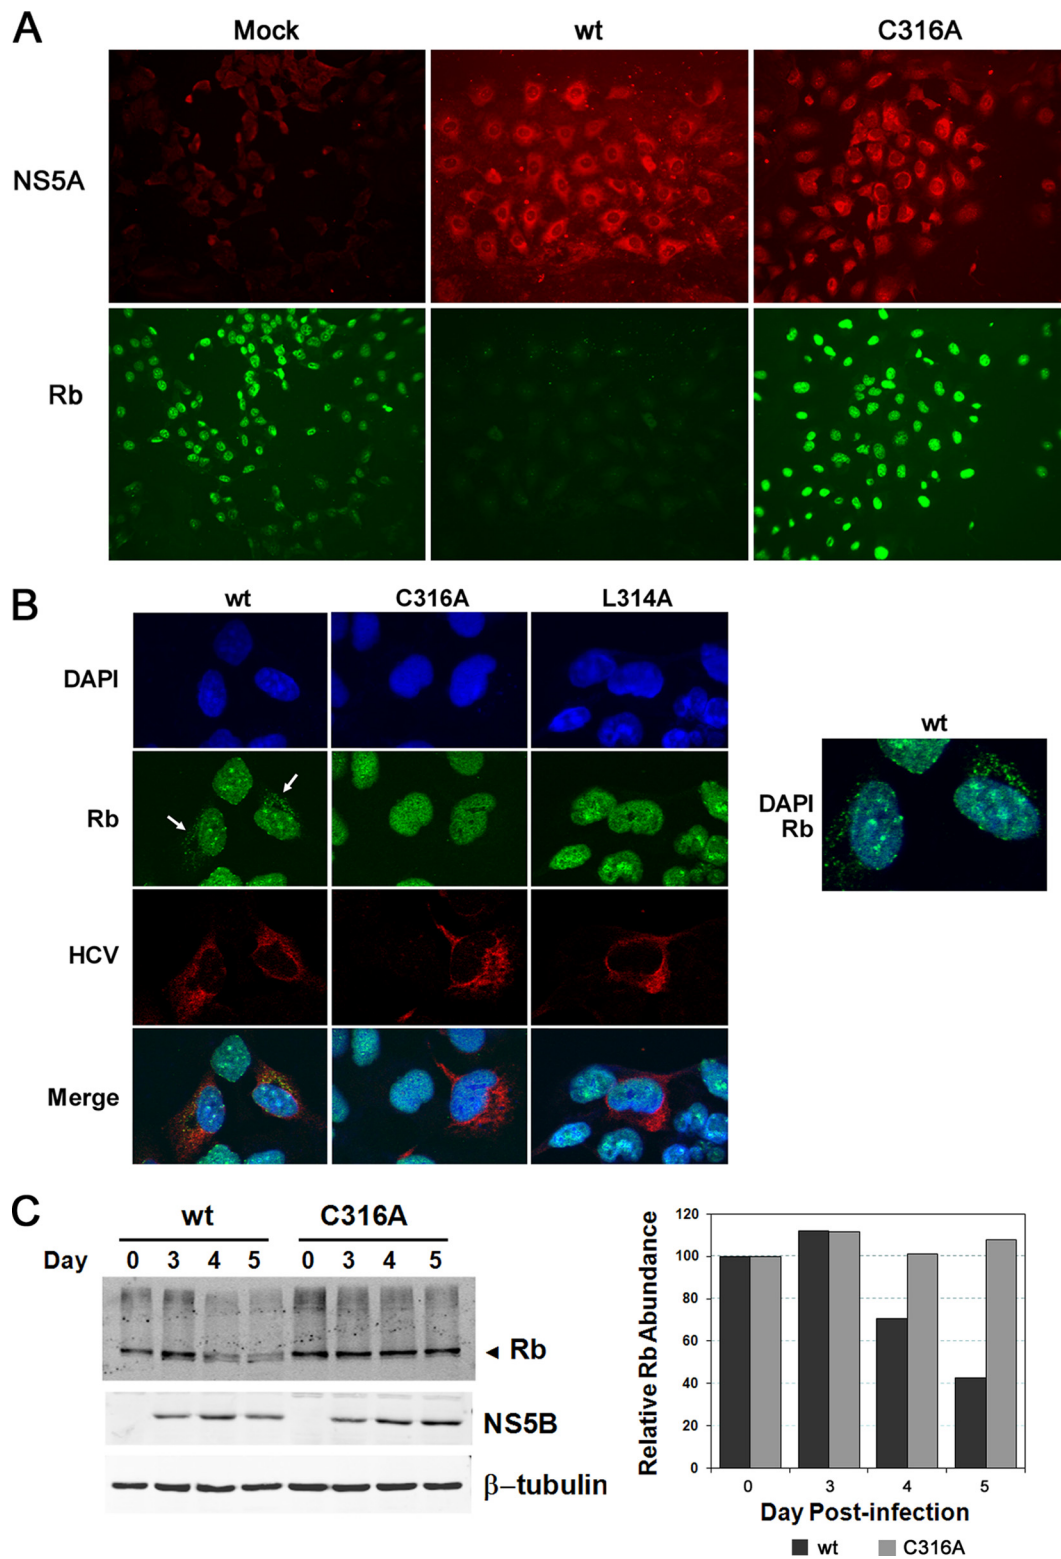 A
Mock wt C316A
NS5A
Rb
B
wt C316A L314A
DAPI
Rb
HCV
Merge
wt
DAPI
Rb
C
wt C316A
Day 0 3 4 5 0 3 4 5
◄ Rb
NS5B
β–tubulin
Relative Rb Abundance
120
100
80
60
40
20
0
0 3 4 5
Day Post-infection
wt C316A